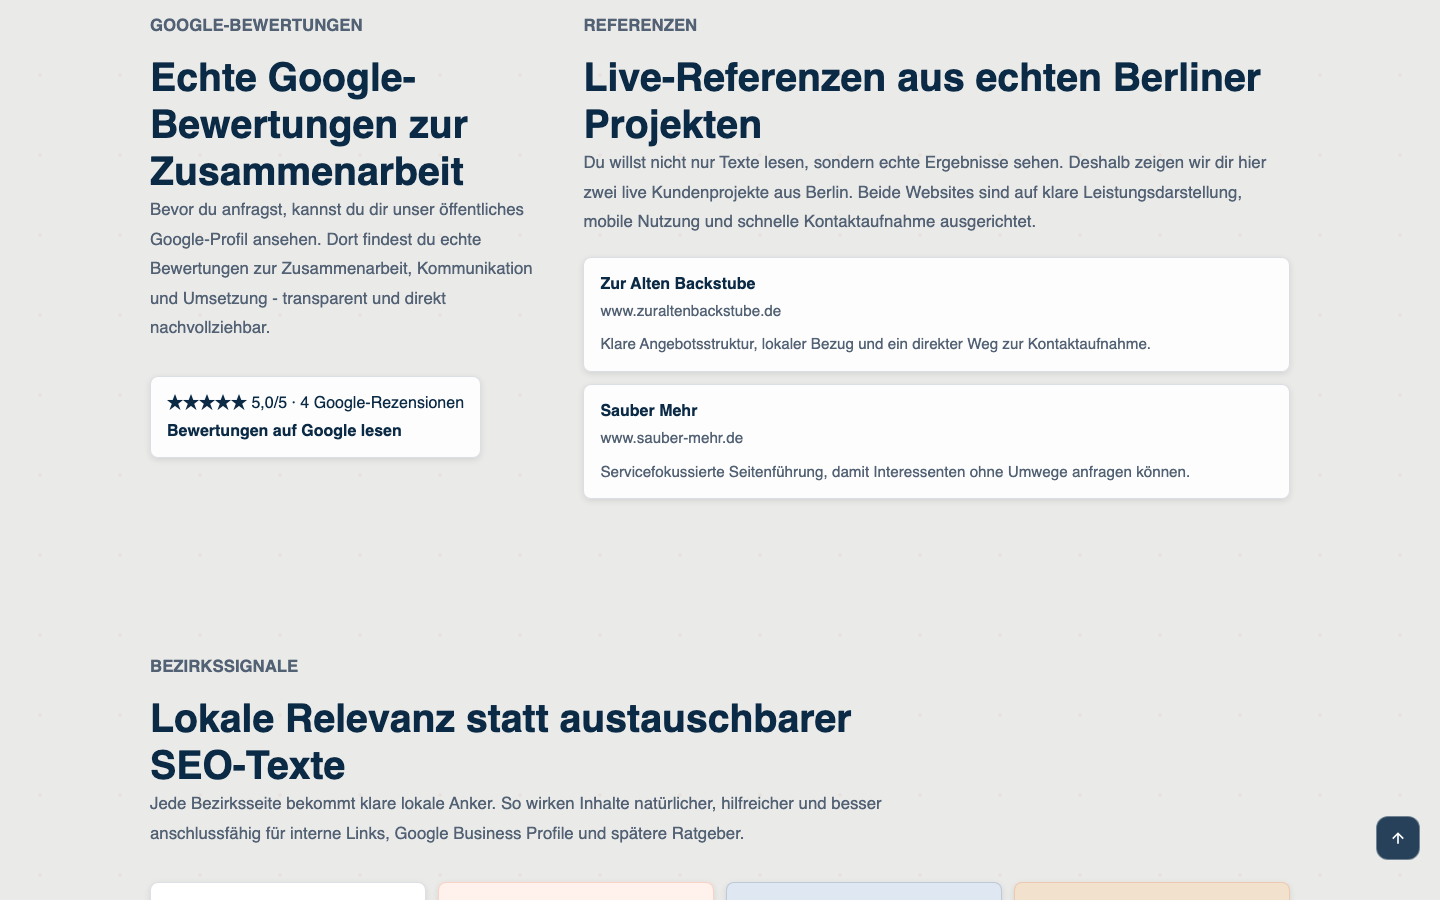 GOOGLE-BEWERTUNGEN
Echte Google-
Bewertungen zur
Zusammenarbeit
Bevor du anfragst, kannst du dir unser öffentliches
Google-Profil ansehen. Dort findest du echte
Bewertungen zur Zusammenarbeit, Kommunikation
und Umsetzung - transparent und direkt
nachvollziehbar.
★★★★★ 5,0/5 · 4 Google-Rezensionen
Bewertungen auf Google lesen
REFERENZEN
Live-Referenzen aus echten Berliner
Projekten
Du willst nicht nur Texte lesen, sondern echte Ergebnisse sehen. Deshalb zeigen wir dir hier
zwei live Kundenprojekte aus Berlin. Beide Websites sind auf klare Leistungsdarstellung,
mobile Nutzung und schnelle Kontaktaufnahme ausgerichtet.
Zur Alten Backstube
www.zuraltenbackstube.de
Klare Angebotsstruktur, lokaler Bezug und ein direkter Weg zur Kontaktaufnahme.
Sauber Mehr
www.sauber-mehr.de
Servicefokussierte Seitenführung, damit Interessenten ohne Umwege anfragen können.
BEZIRKSSIGNALE
Lokale Relevanz statt austauschbarer
SEO-Texte
Jede Bezirksseite bekommt klare lokale Anker. So wirken Inhalte natürlicher, hilfreicher und besser
anschlussfähig für interne Links, Google Business Profile und spätere Ratgeber.